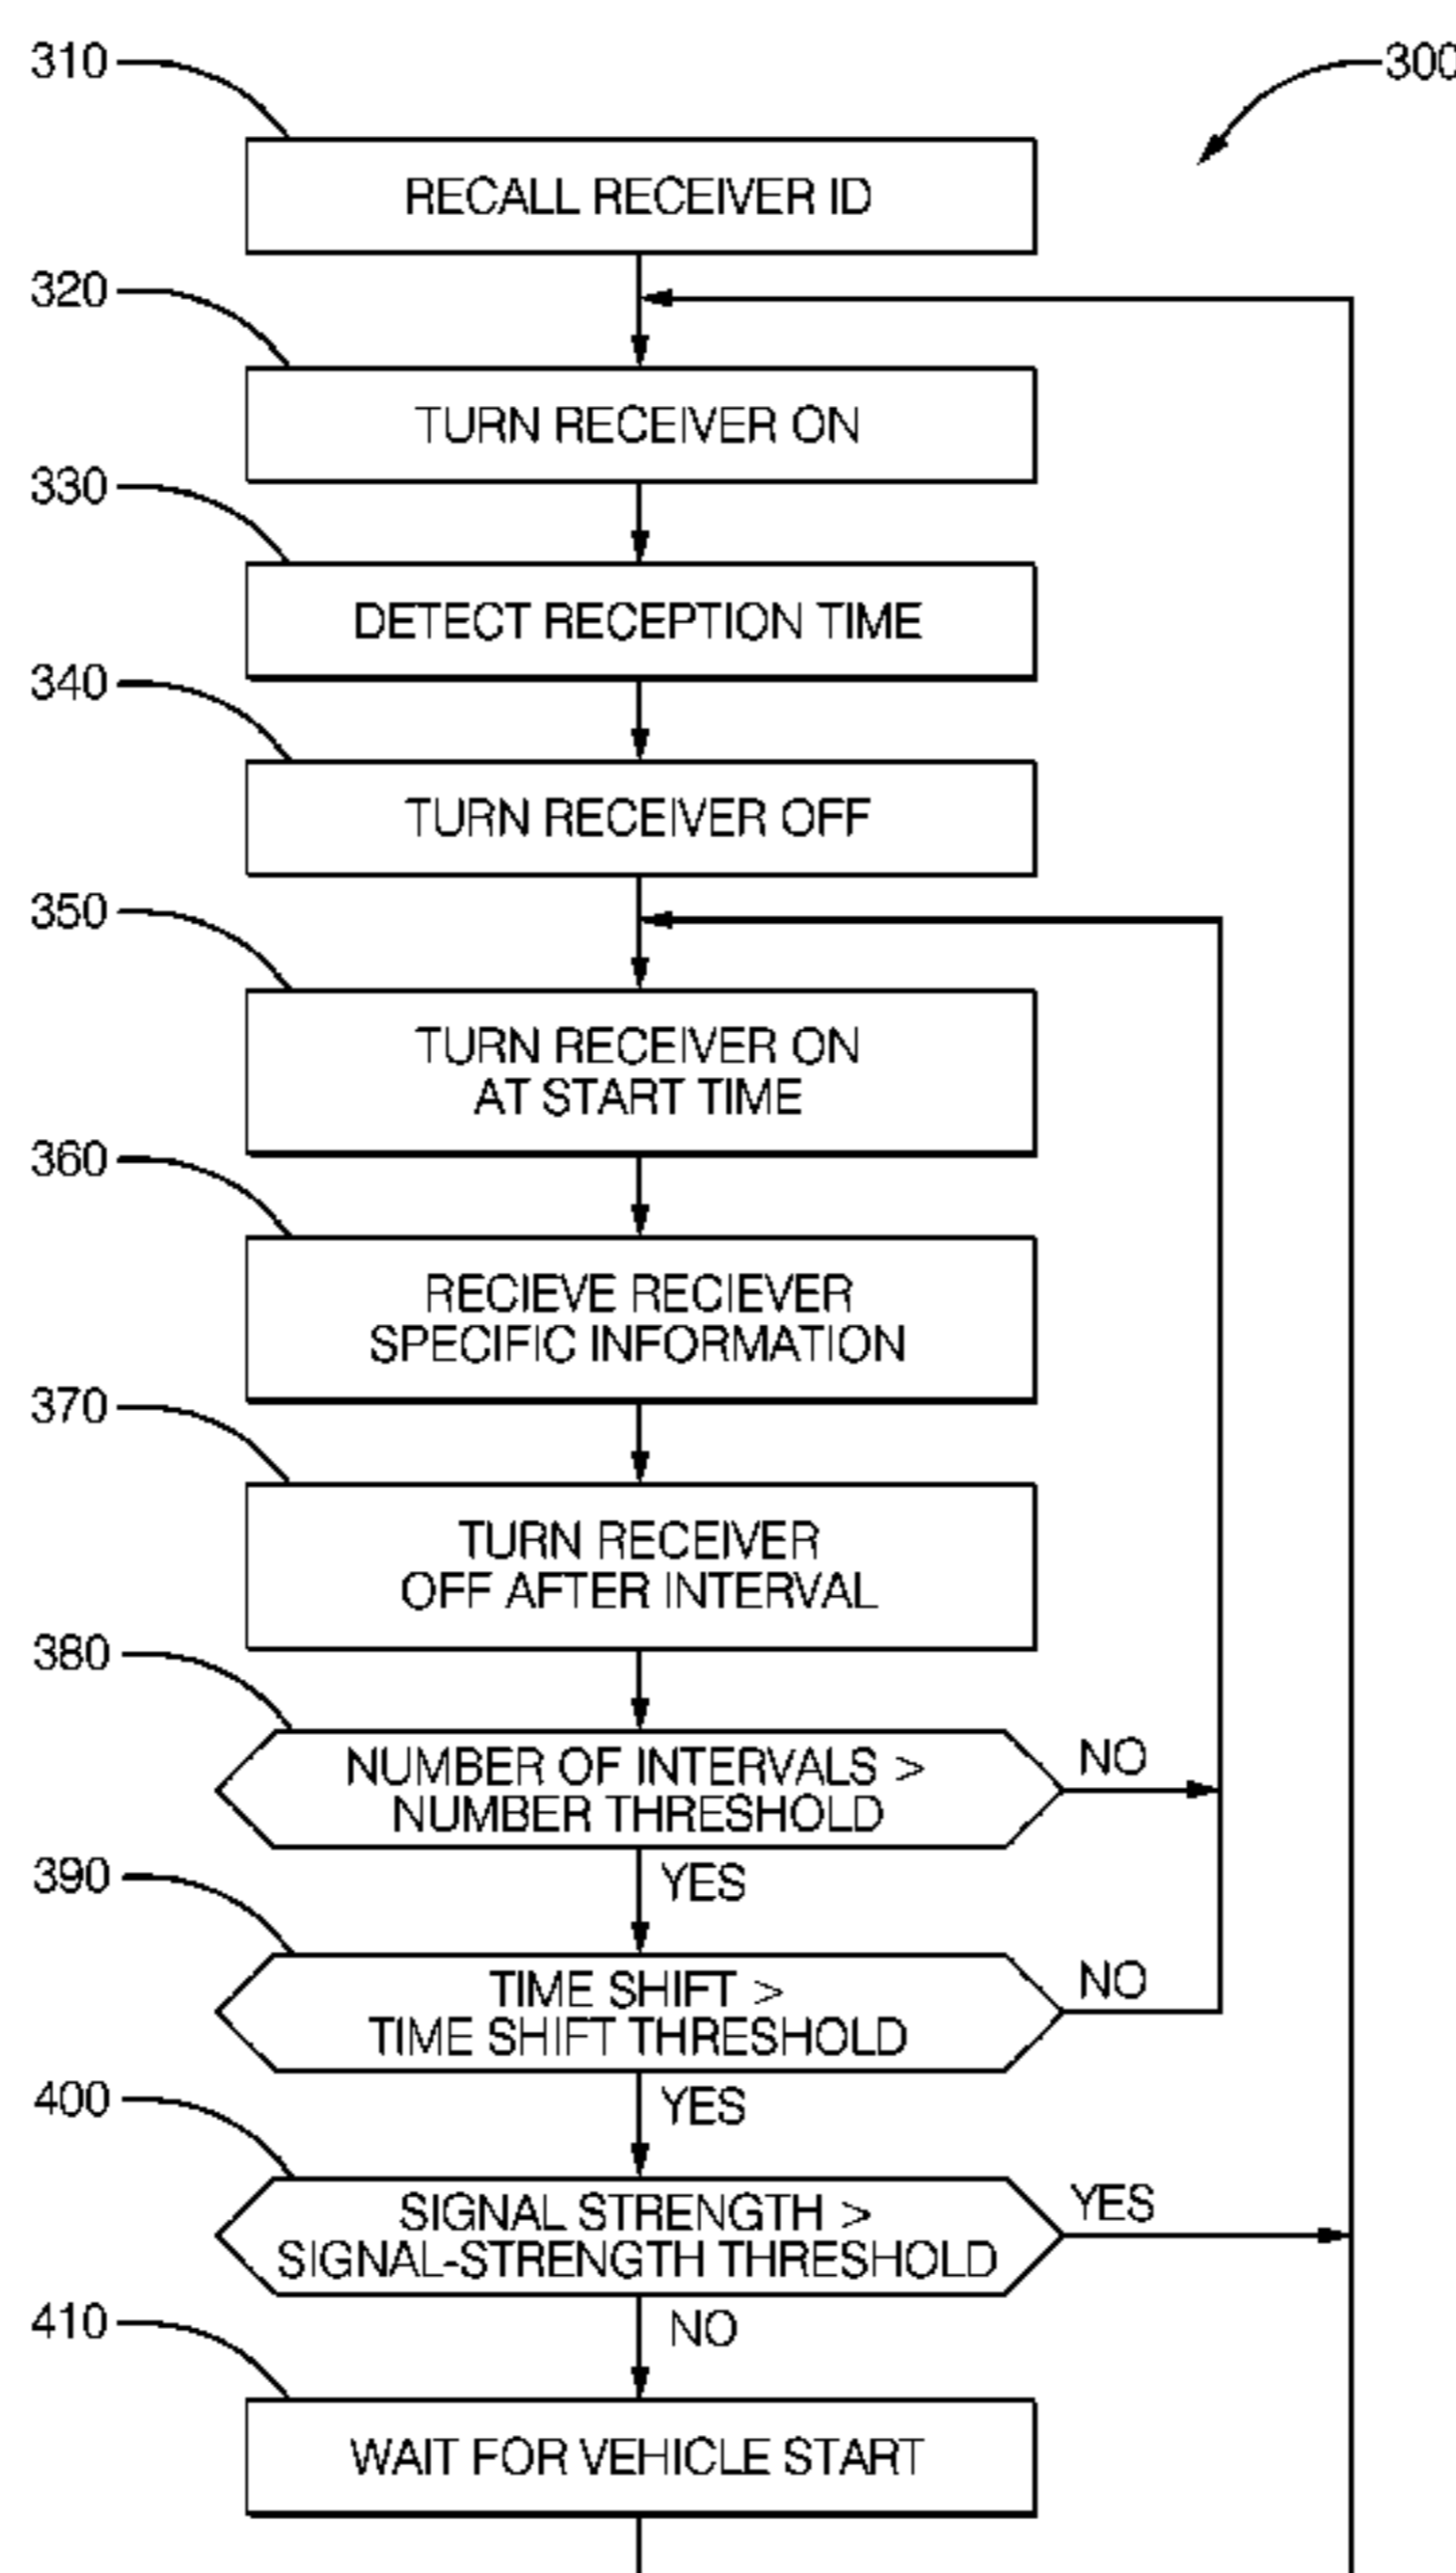 310
300
RECALL RECEIVER ID
320
TURN RECEIVER ON
330
DETECT RECEPTION TIME
340
TURN RECEIVER OFF
350
TURN RECEIVER ON
AT START TIME
360
RECIEVE RECIEVER
SPECIFIC INFORMATION
370
TURN RECEIVER
OFF AFTER INTERVAL
380
NUMBER OF INTERVALS >
NUMBER THRESHOLD
NO
YES
390
TIME SHIFT >
TIME SHIFT THRESHOLD
NO
YES
400
SIGNAL STRENGTH >
SIGNAL-STRENGTH THRESHOLD
YES
NO
410
WAIT FOR VEHICLE START